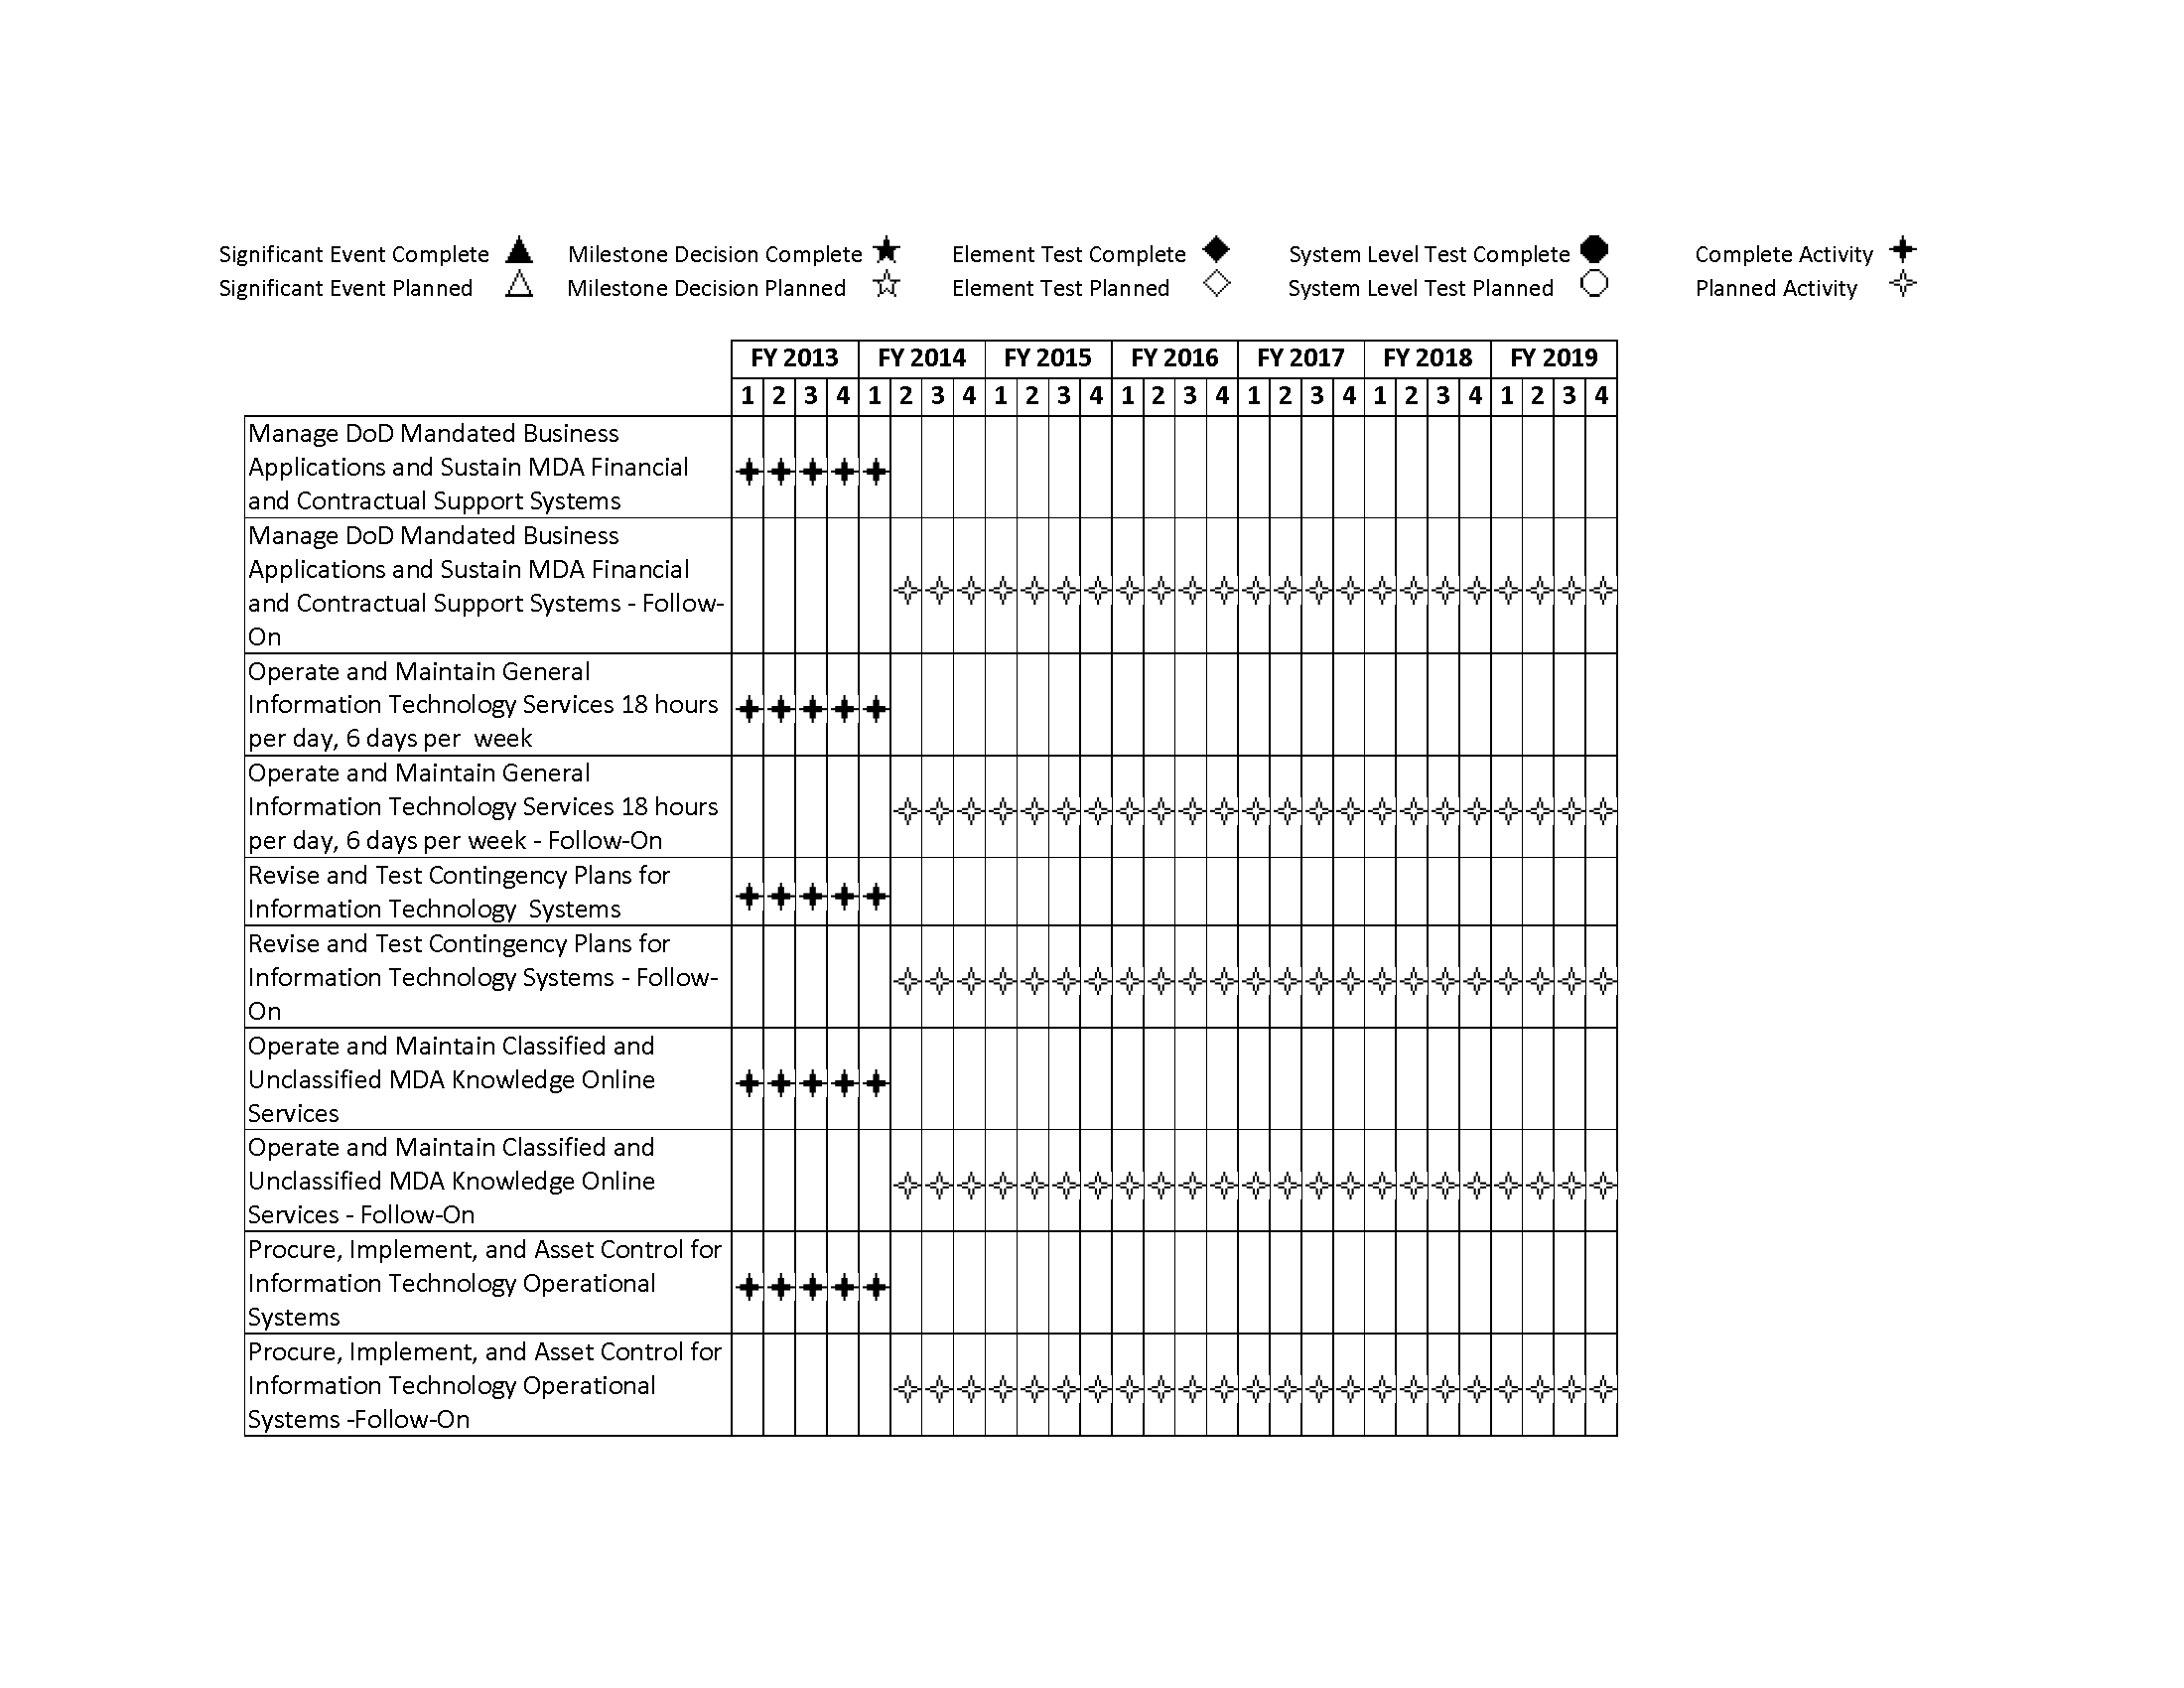 Significant Event Complete Milestone Decision Complete Element Test Complete System Level Test Complete Complete Activity
Significant Event Planned Milestone Decision Planned Element Test Planned System Level Test Planned Planned Activity
FY 2013 FY 2014 FY 2015 FY 2016 FY 2017 FY 2018 FY 2019
1 2 3 4 1 2 3 4 1 2 3 4 1 2 3 4 1 2 3 4 1 2 3 4 1 2 3 4
Manage DoD Mandated Business
Applications and Sustain MDA Financial
and Contractual Support Systems
Manage DoD Mandated Business
Applications and Sustain MDA Financial
and Contractual Support Systems - Follow-
On
Operate and Maintain General
Information Technology Services 18 hours
per day, 6 days per  week
Operate and Maintain General
Information Technology Services 18 hours
per day, 6 days per week - Follow-On
Revise and Test Contingency Plans for
Information Technology  Systems
Revise and Test Contingency Plans for
Information Technology Systems - Follow-
On
Operate and Maintain Classified and
Unclassified MDA Knowledge Online
Services
Operate and Maintain Classified and
Unclassified MDA Knowledge Online
Services - Follow-On
Procure, Implement, and Asset Control for
Information Technology Operational
Systems
Procure, Implement, and Asset Control for
Information Technology Operational
Systems -Follow-On